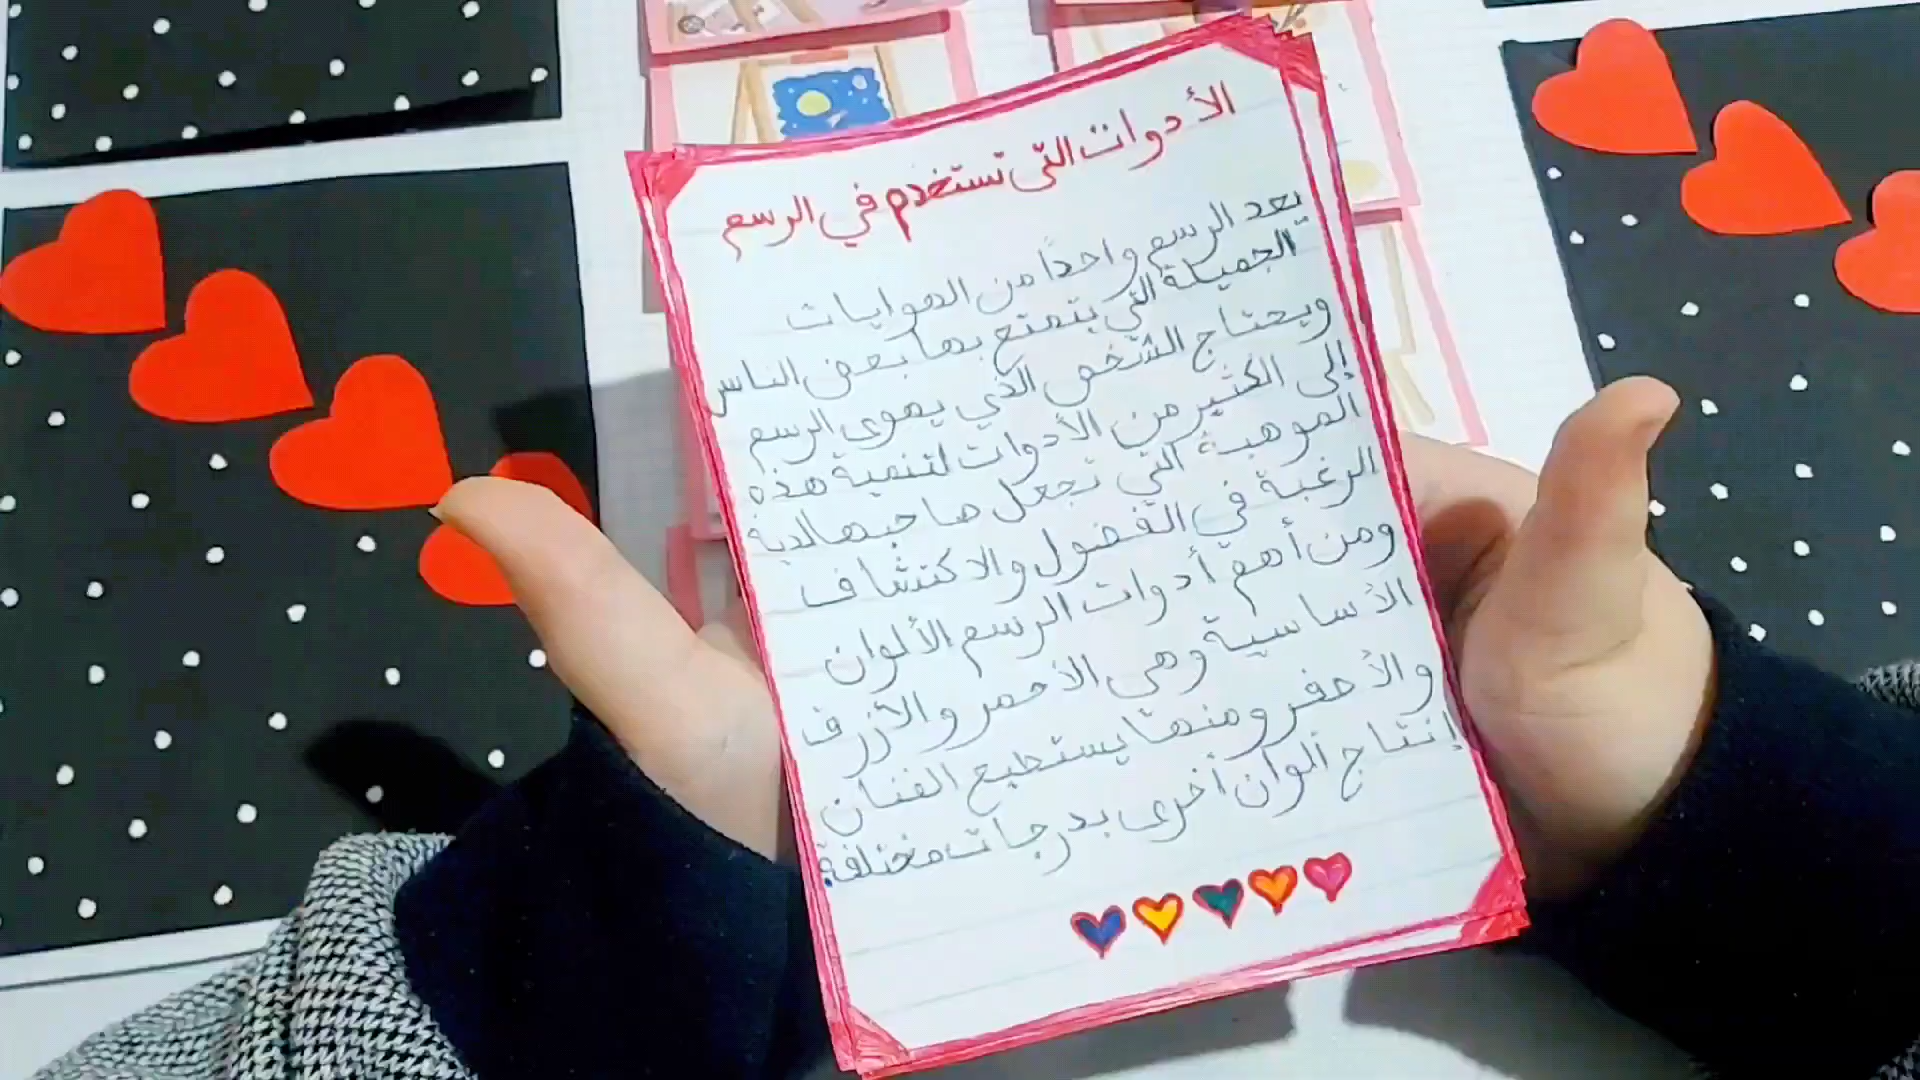 الأدوات التي تستخدم في الرسم
يعد الرسم واحدًا من الهوايات
الجميلة التي يتمتع بها بعض الناس
ويحتاج الشخص الذي يهوى الرسم
إلى الكثير من الأدوات لتنمية هذه
الموهبة التي تجعل صاحبها لدية
الرغبة في الفضول والاكتشاف
ومن أهم أدوات الرسم الألوان
الأساسية وهي الأحمر والأزرق
والأصفر ومنها يستطيع الفنان
إنتاج ألوان أخرى بدرجات مختلفة